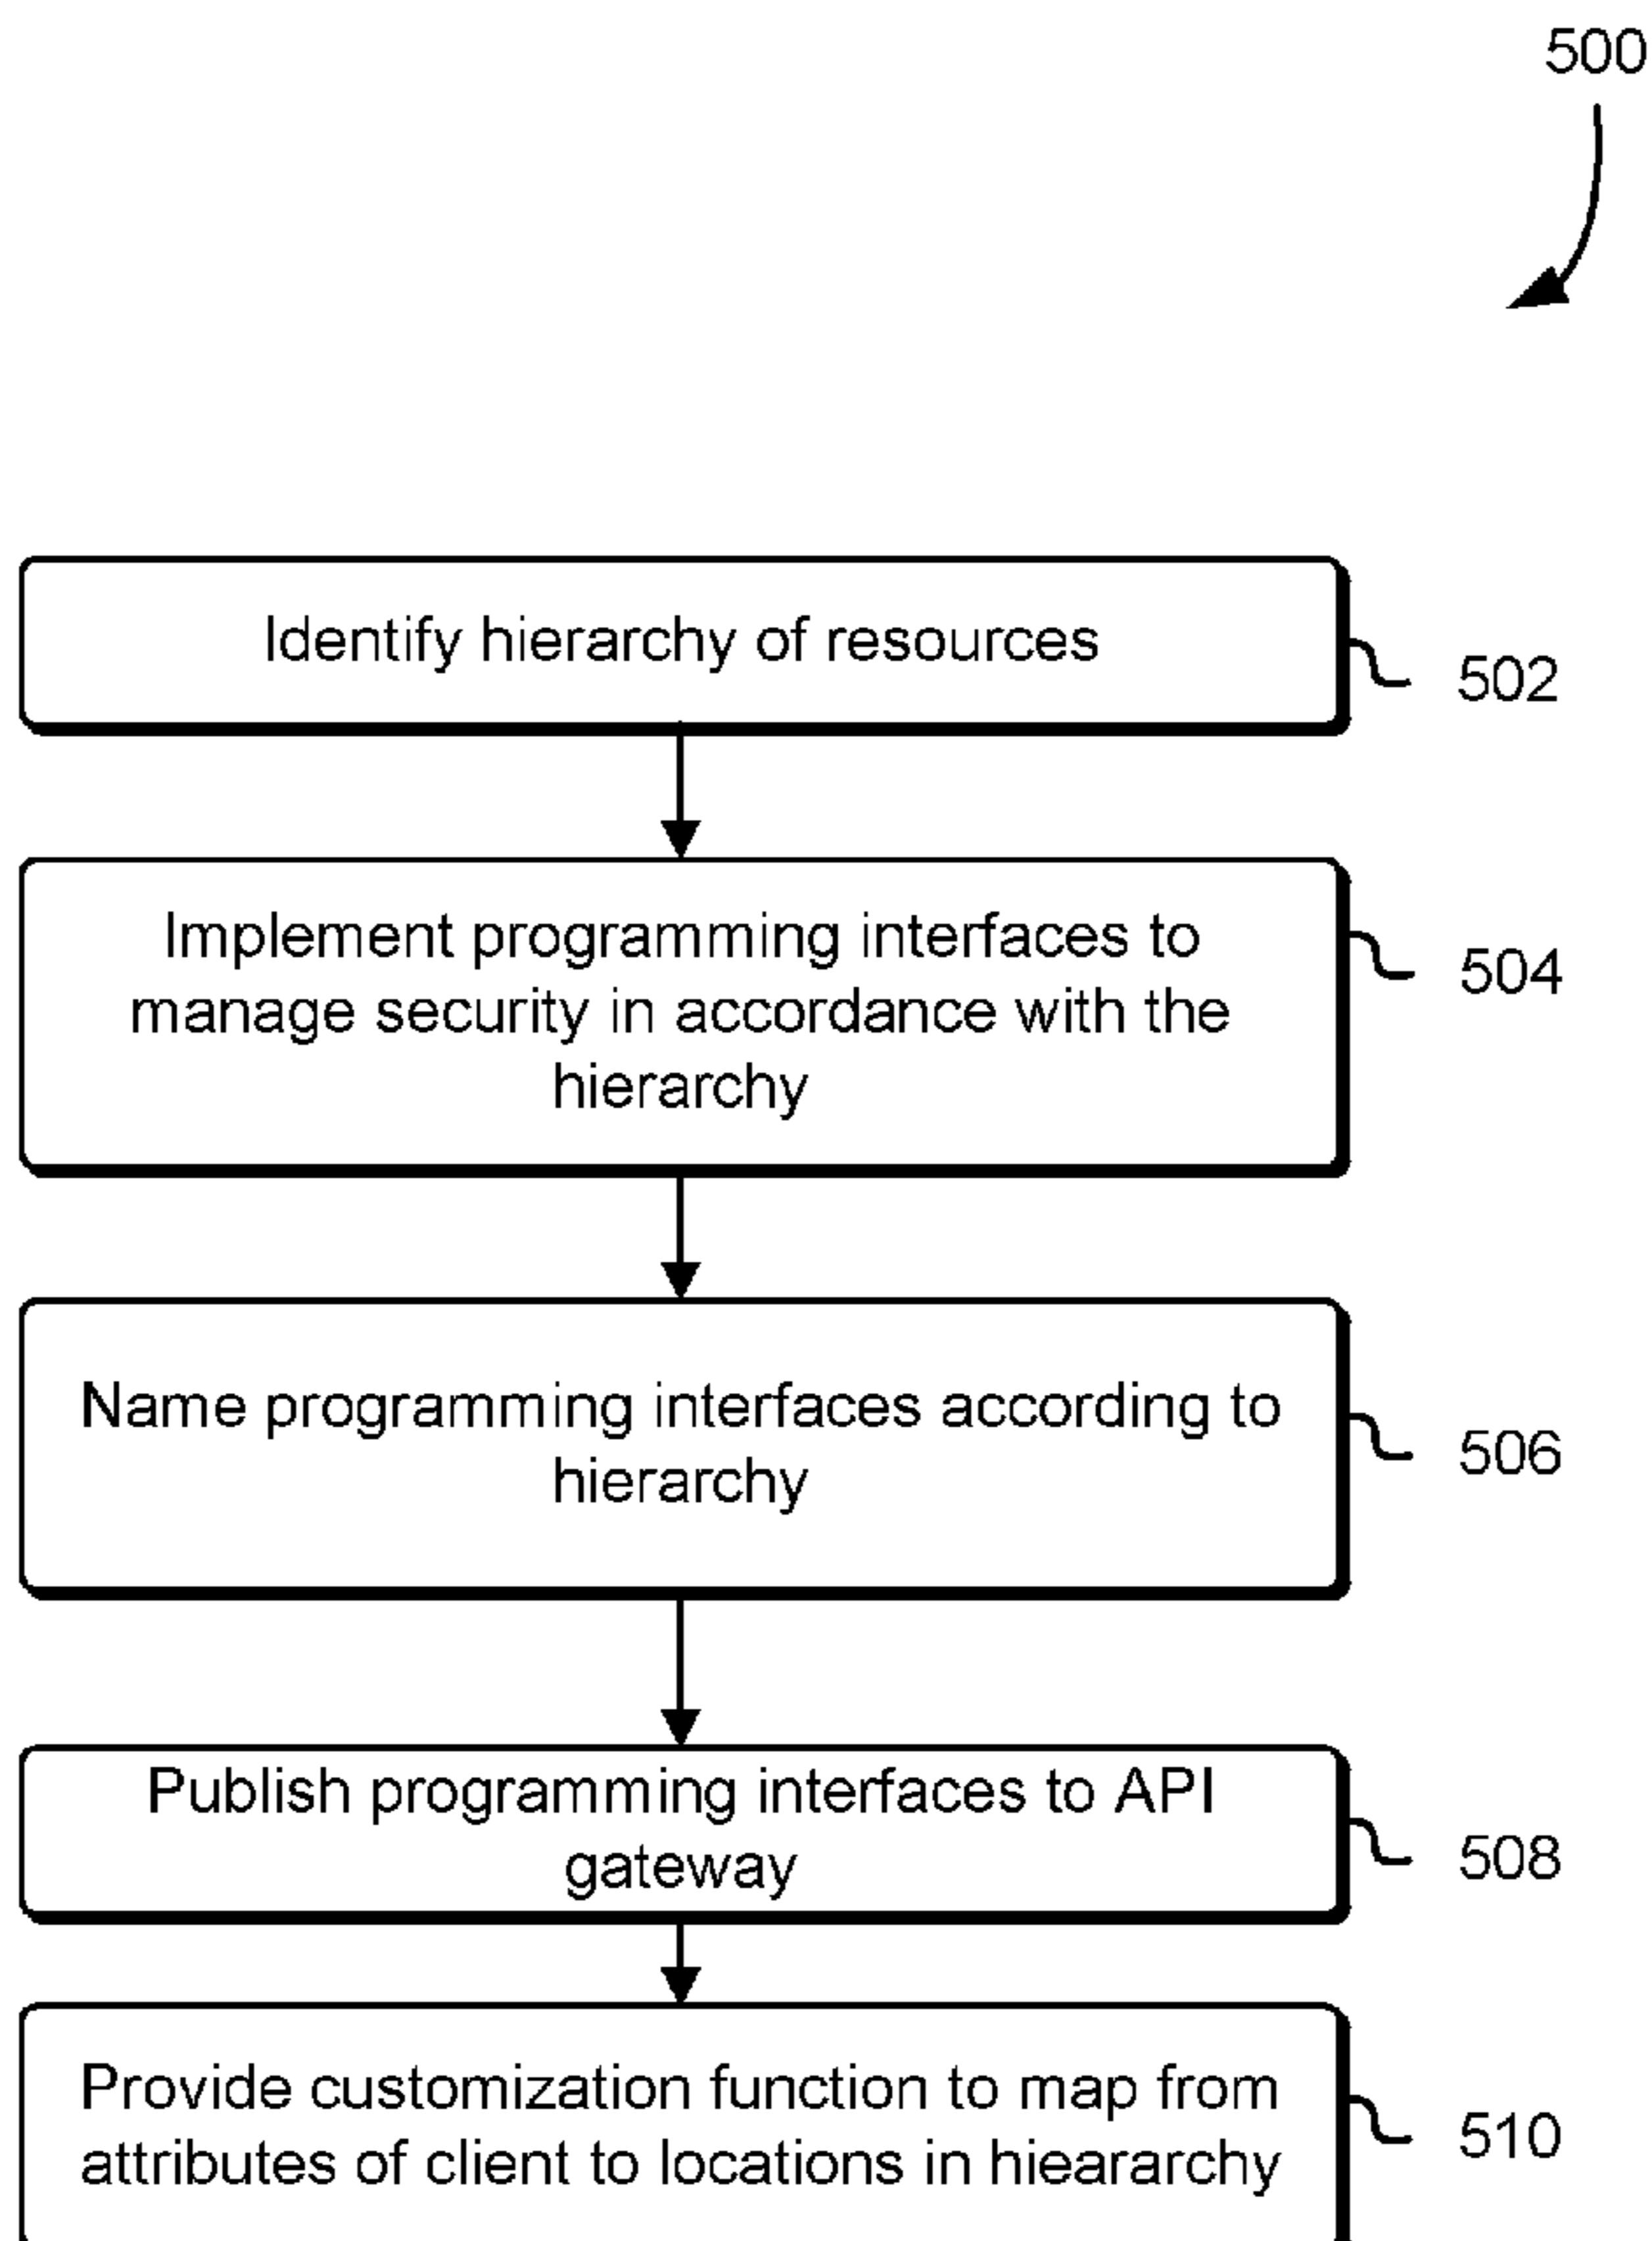 500
Identify hierarchy of resources
502
Implement programming interfaces to
manage security in accordance with the
hierarchy
504
Name programming interfaces according to
hierarchy
506
Publish programming interfaces to API
gateway
508
Provide customization function to map from
attributes of client to locations in hieararchy
510